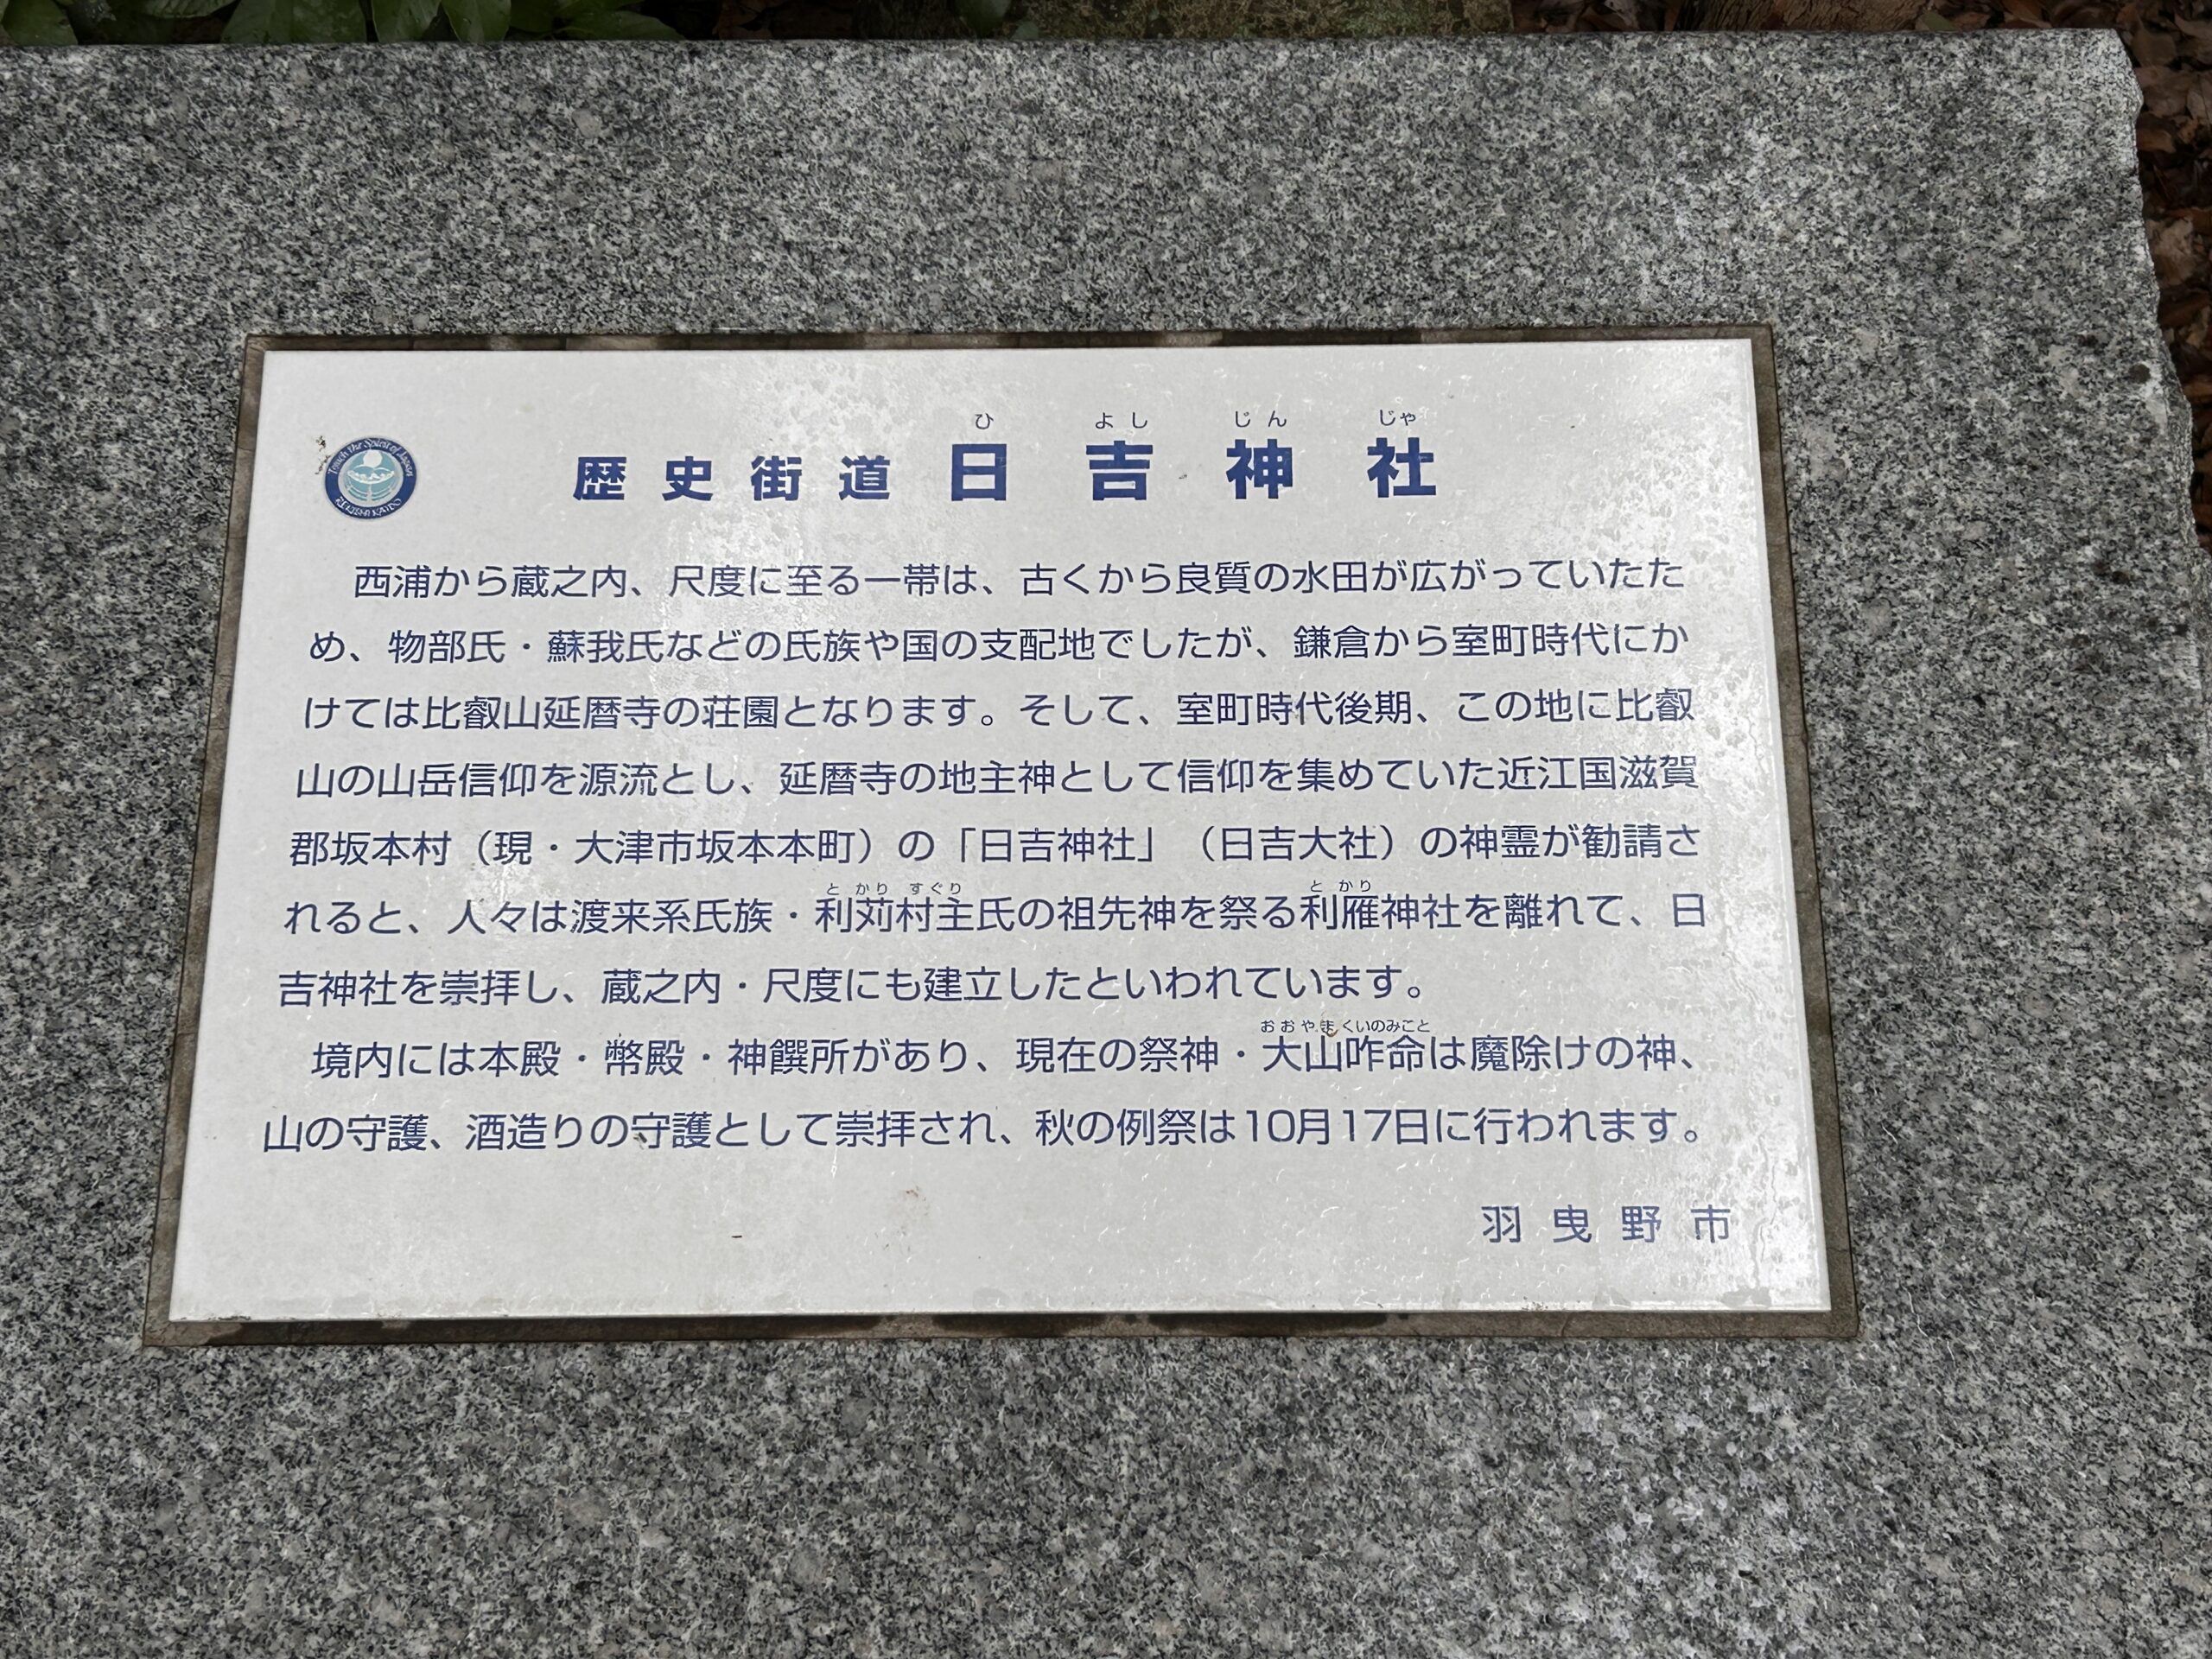 Touch the Spirit of Japan
REKISHI KAIDO
歴史街道 日吉神社
ひ よし じん じゃ
西浦から蔵之内、尺度に至る一帯は、古くから良質の水田が広がっていたた
め、物部氏・蘇我氏などの氏族や国の支配地でしたが、鎌倉から室町時代にか
けては比叡山延暦寺の荘園となります。そして、室町時代後期、この地に比叡
山の山岳信仰を源流とし、延暦寺の地主神として信仰を集めていた近江国滋賀
郡坂本村（現・大津市坂本本町）の「日吉神社」（日吉大社）の神霊が勧請さ
と かり すぐり と かり
れると、人々は渡来系氏族・利苅村主氏の祖先神を祭る利雁神社を離れて、日
吉神社を崇拝し、蔵之内・尺度にも建立したといわれています。
おおやまくいのみこと
境内には本殿・幣殿・神饌所があり、現在の祭神・大山咋命は魔除けの神、
山の守護、酒造りの守護として崇拝され、秋の例祭は10月17日に行われます。
羽曳野市